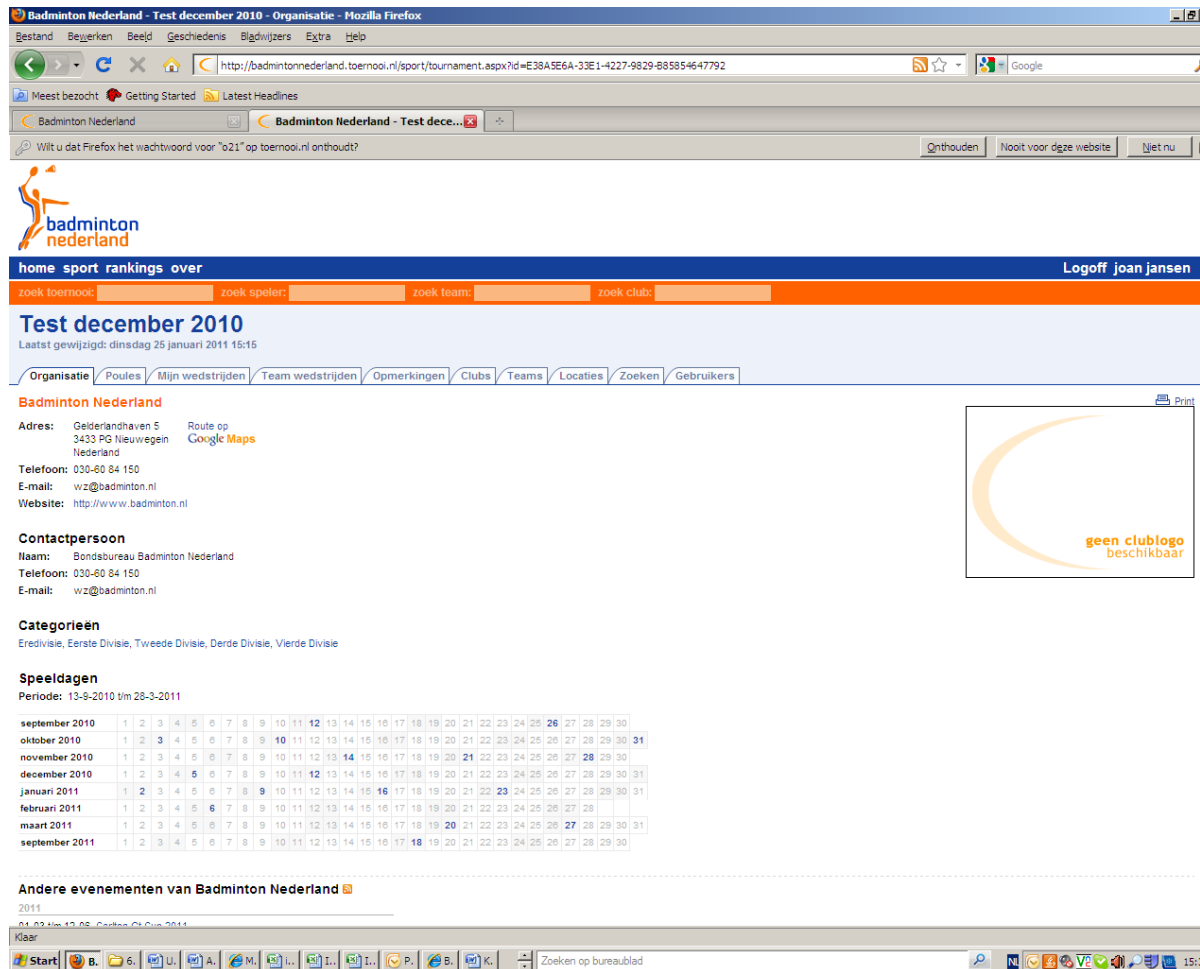 Badminton Nederland - Test december 2010 - Organisatie - Mozilla Firefox
Bestand Bewerken Beeld Geschiedenis Bladwijzers Extra Help
http://badmintonnederland.toernooi.nl/sport/tournament.aspx?id=E38A5E6A-33E1-4227-9829-B85854647792 Google
Meest bezocht Getting Started Latest Headlines
Badminton Nederland Badminton Nederland - Test dece...
Wilt u dat Firefox het wachtwoord voor "o21" op toernooi.nl onthoudt? Onthouden Nooit voor deze website Niet nu
badminton
nederland
home sport rankings over Logoff joan jansen
zoek toernooi: zoek speler: zoek team: zoek club:
Test december 2010
Laatst gewijzigd: dinsdag 25 januari 2011 15:15
Organisatie Poules Mijn wedstrijden Team wedstrijden Opmerkingen Clubs Teams Locaties Zoeken Gebruikers
Badminton Nederland Print
Adres: Gelderlandhaven 5 Route op
3433 PG Nieuwegein Google Maps
Nederland
Telefoon: 030-60 84 150
E-mail: wz@badminton.nl
Website: http://www.badminton.nl
geen clublogo
beschikbaar
Contactpersoon
Naam: Bondsbureau Badminton Nederland
Telefoon: 030-60 84 150
E-mail: wz@badminton.nl
Categorieën
Eredivisie, Eerste Divisie, Tweede Divisie, Derde Divisie, Vierde Divisie
Speeldagen
Periode: 13-9-2010 t/m 28-3-2011
september 2010 1 2 3 4 5 6 7 8 9 10 11 12 13 14 15 16 17 18 19 20 21 22 23 24 25 26 27 28 29 30
oktober 2010 1 2 3 4 5 6 7 8 9 10 11 12 13 14 15 16 17 18 19 20 21 22 23 24 25 26 27 28 29 30 31
november 2010 1 2 3 4 5 6 7 8 9 10 11 12 13 14 15 16 17 18 19 20 21 22 23 24 25 26 27 28 29 30
december 2010 1 2 3 4 5 6 7 8 9 10 11 12 13 14 15 16 17 18 19 20 21 22 23 24 25 26 27 28 29 30 31
januari 2011 1 2 3 4 5 6 7 8 9 10 11 12 13 14 15 16 17 18 19 20 21 22 23 24 25 26 27 28 29 30 31
februari 2011 1 2 3 4 5 6 7 8 9 10 11 12 13 14 15 16 17 18 19 20 21 22 23 24 25 26 27 28
maart 2011 1 2 3 4 5 6 7 8 9 10 11 12 13 14 15 16 17 18 19 20 21 22 23 24 25 26 27 28 29 30 31
september 2011 1 2 3 4 5 6 7 8 9 10 11 12 13 14 15 16 17 18 19 20 21 22 23 24 25 26 27 28 29 30
Andere evenementen van Badminton Nederland
2011
01-03 t/m 12-06 Carlton Gt Cup 2011
Klaar
Start B. 6. U. A. M. i.. I.. I.. P. B. K. Zoeken op bureaublad NL